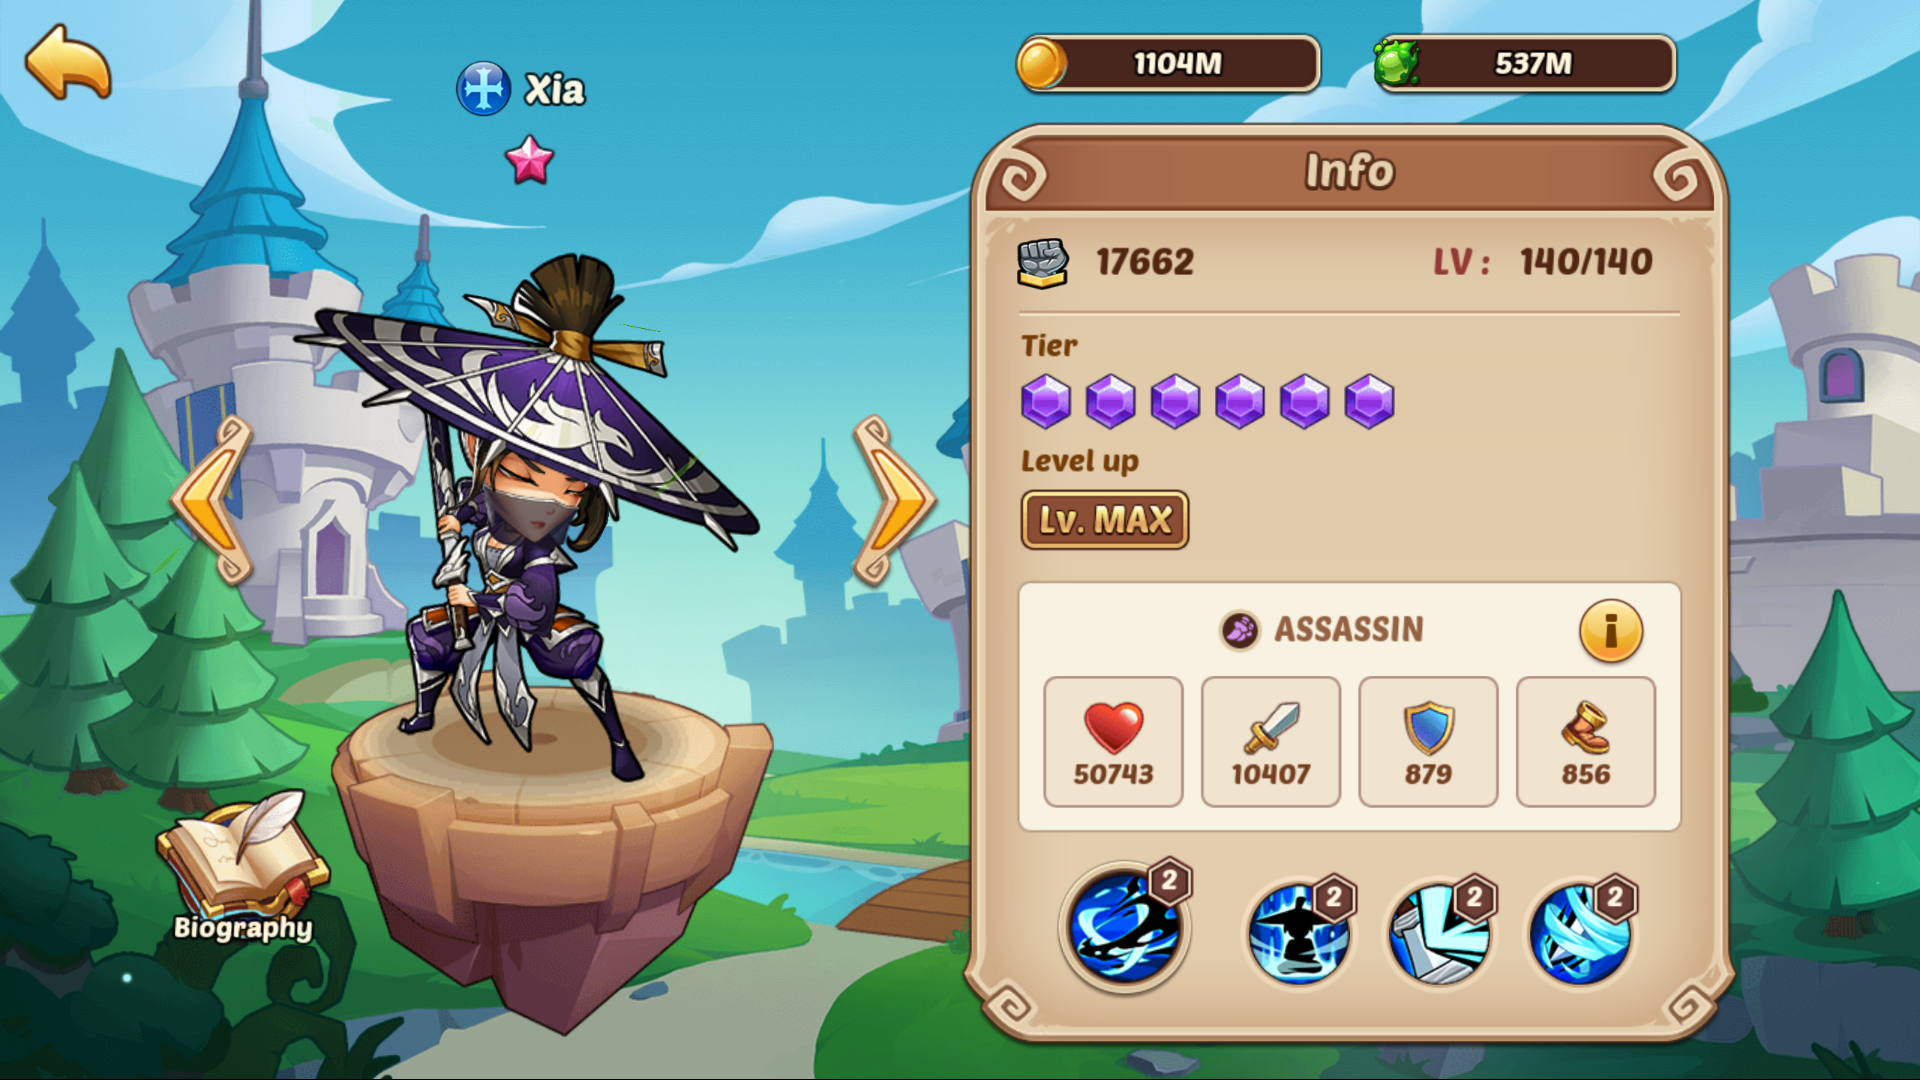 Xia
1104M
537M
Info
17662
LV : 140/140
Tier
Level up
Lv. MAX
ASSASSIN
i
50743
10407
879
856
2
2
2
2
Biography